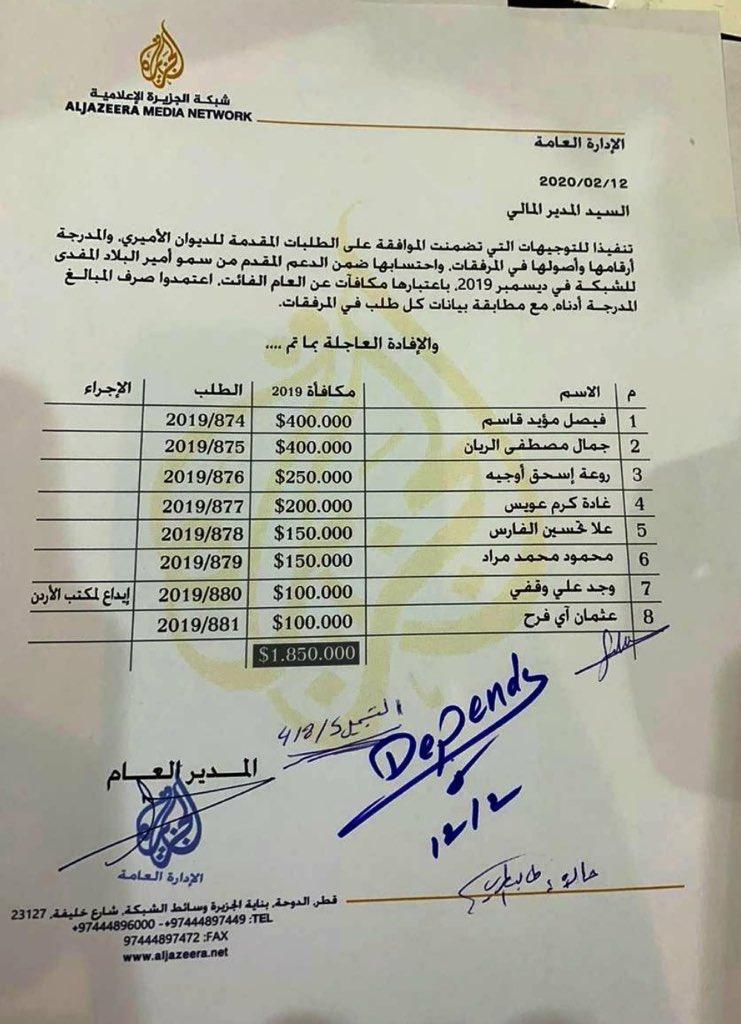 شبكة الجزيرة الإعلامية
ALJAZEERA MEDIA NETWORK
الإدارة العامة
2020/02/12
السيد المدير المالي
تنفيذا للتوجيهات التي تضمنت الموافقة على الطلبات المقدمة للديوان الأميري، والمدرجة
أرقامها وأصولها في المرفقات، واحتسابها ضمن الدعم المقدم من سمو أمير البلاد المفدى
للشبكة في ديسمبر 2019، باعتبارها مكافآت عن العام الفائت، اعتمدوا صرف المبالغ
المدرجة أدناه، مع مطابقة بيانات كل طلب في المرفقات.
والإفادة العاجلة بما تم ....
م الاسم مكافأة 2019 الطلب الإجراء
1 فيصل مؤيد قاسم $400.000 2019/874
2 جمال مصطفى الريان $400.000 2019/875
3 روعة إسحق أوجيه $250.000 2019/876
4 غادة كرم عويس $200.000 2019/877
5 علا تحسين الفارس $150.000 2019/878
6 محمود محمد مراد $150.000 2019/879
7 وجد علي وقفي $100.000 2019/880 إيداع لمكتب الأردن
8 عثمان آي فرح $100.000 2019/881
$1.850.000
418/5
Depends
12/2
المدير العام
الجزيرة
الإدارة العامة
قطر، الدوحة، بناية الجزيرة وسائط الشبكة، شارع خليفة، 23127
+97444896000 -+97444897449 :TEL
97444897472 :FAX
www.aljazeera.net